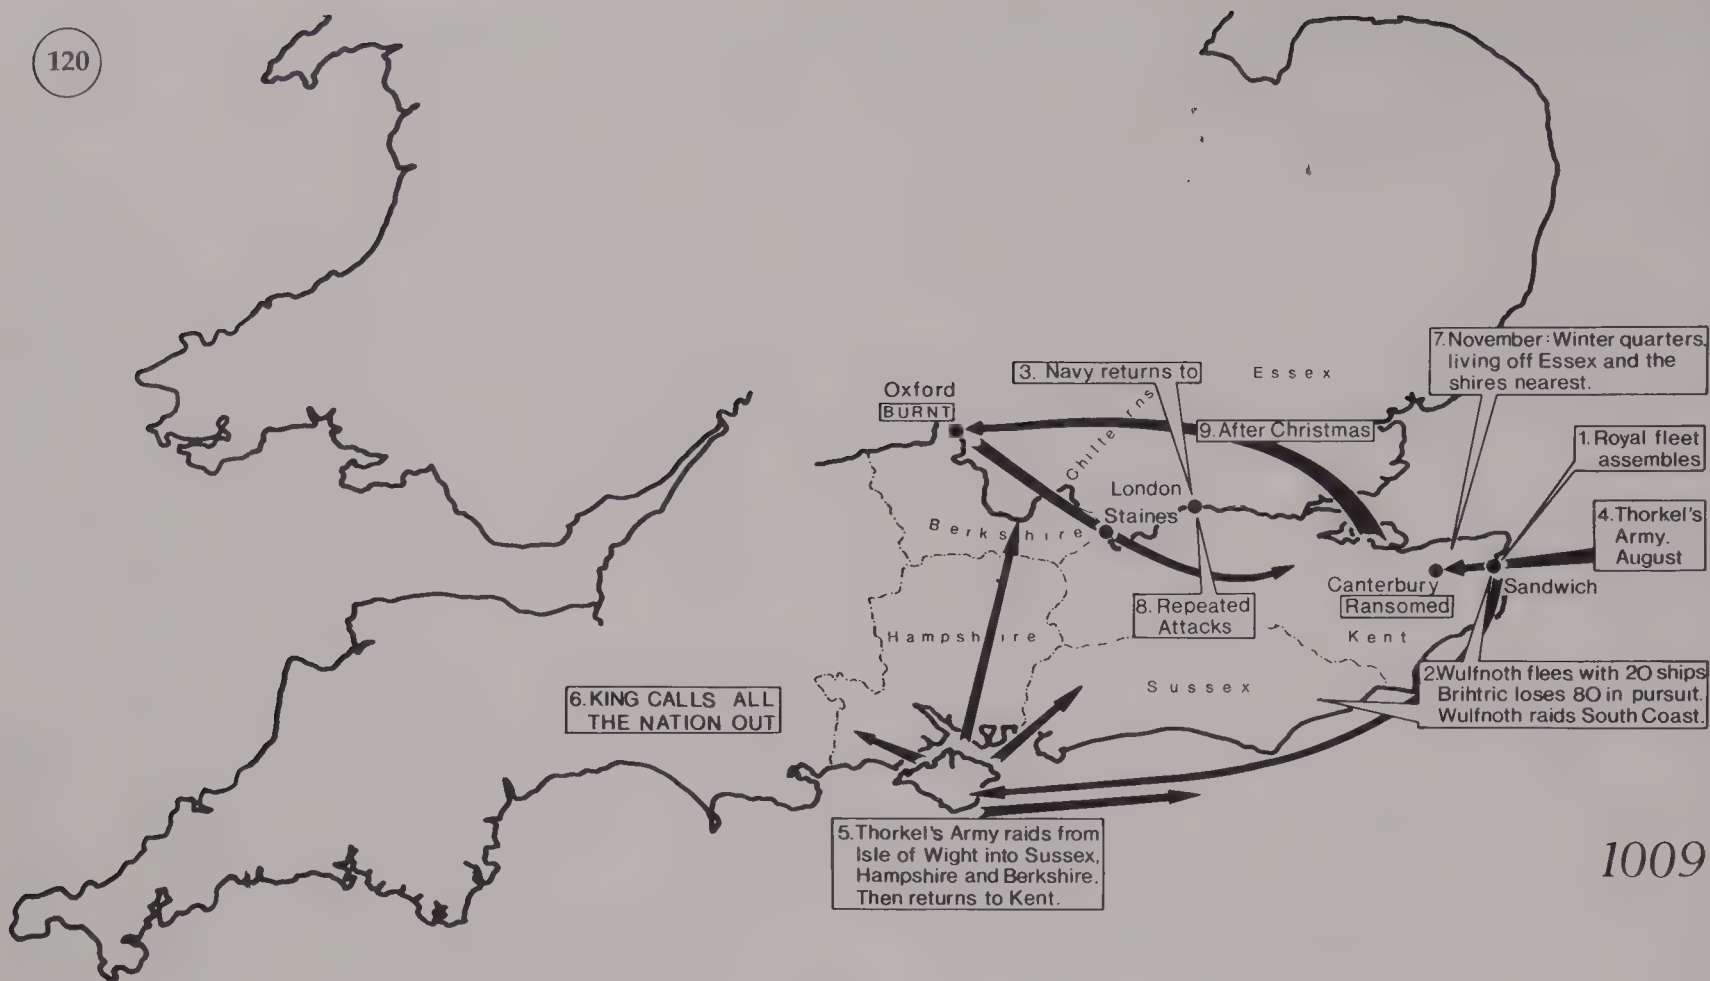 120
Essex
3. Navy returns to
7. November: Winter quarters,
living off Essex and the
shires nearest.
Oxford
BURNT
Chilterns
9. After Christmas
1. Royal fleet
assembles
London
Staines
Berkshire
4. Thorkel's
Army.
August
Canterbury
Ransomed
Sandwich
8. Repeated
Attacks
Hampshire
Kent
Sussex
6. KING CALLS ALL
THE NATION OUT
2. Wulfnoth flees with 20 ships
Brihtric loses 80 in pursuit.
Wulfnoth raids South Coast.
5. Thorkel's Army raids from
Isle of Wight into Sussex,
Hampshire and Berkshire.
Then returns to Kent.
1009